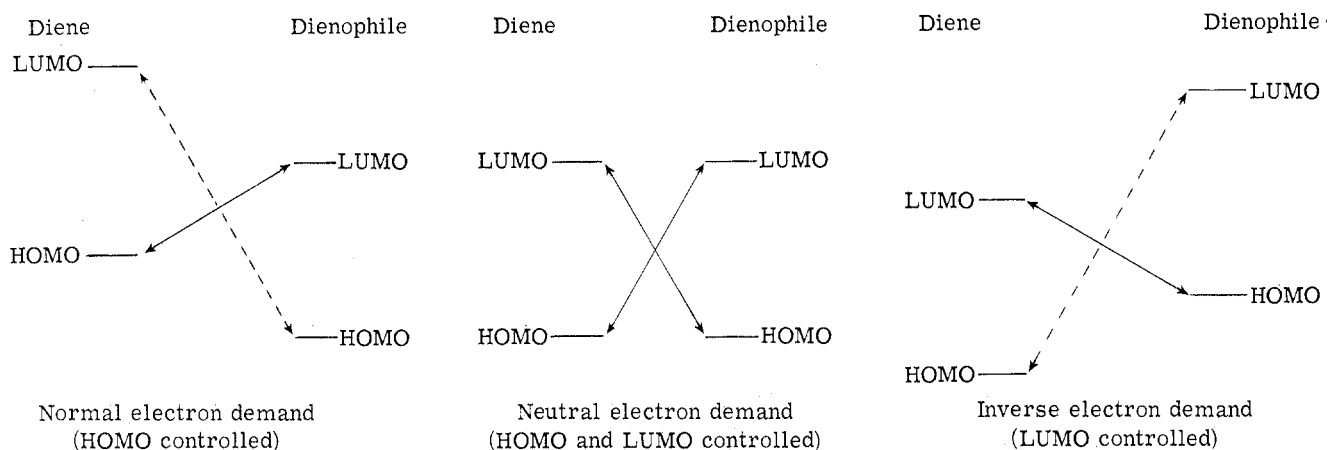 Diene Dienophile
LUMO
LUMO
HOMO
HOMO
Normal electron demand
(HOMO controlled)
Diene Dienophile
LUMO LUMO
HOMO HOMO
Neutral electron demand
(HOMO and LUMO controlled)
Diene Dienophile
LUMO
LUMO
HOMO
HOMO
Inverse electron demand
(LUMO controlled)